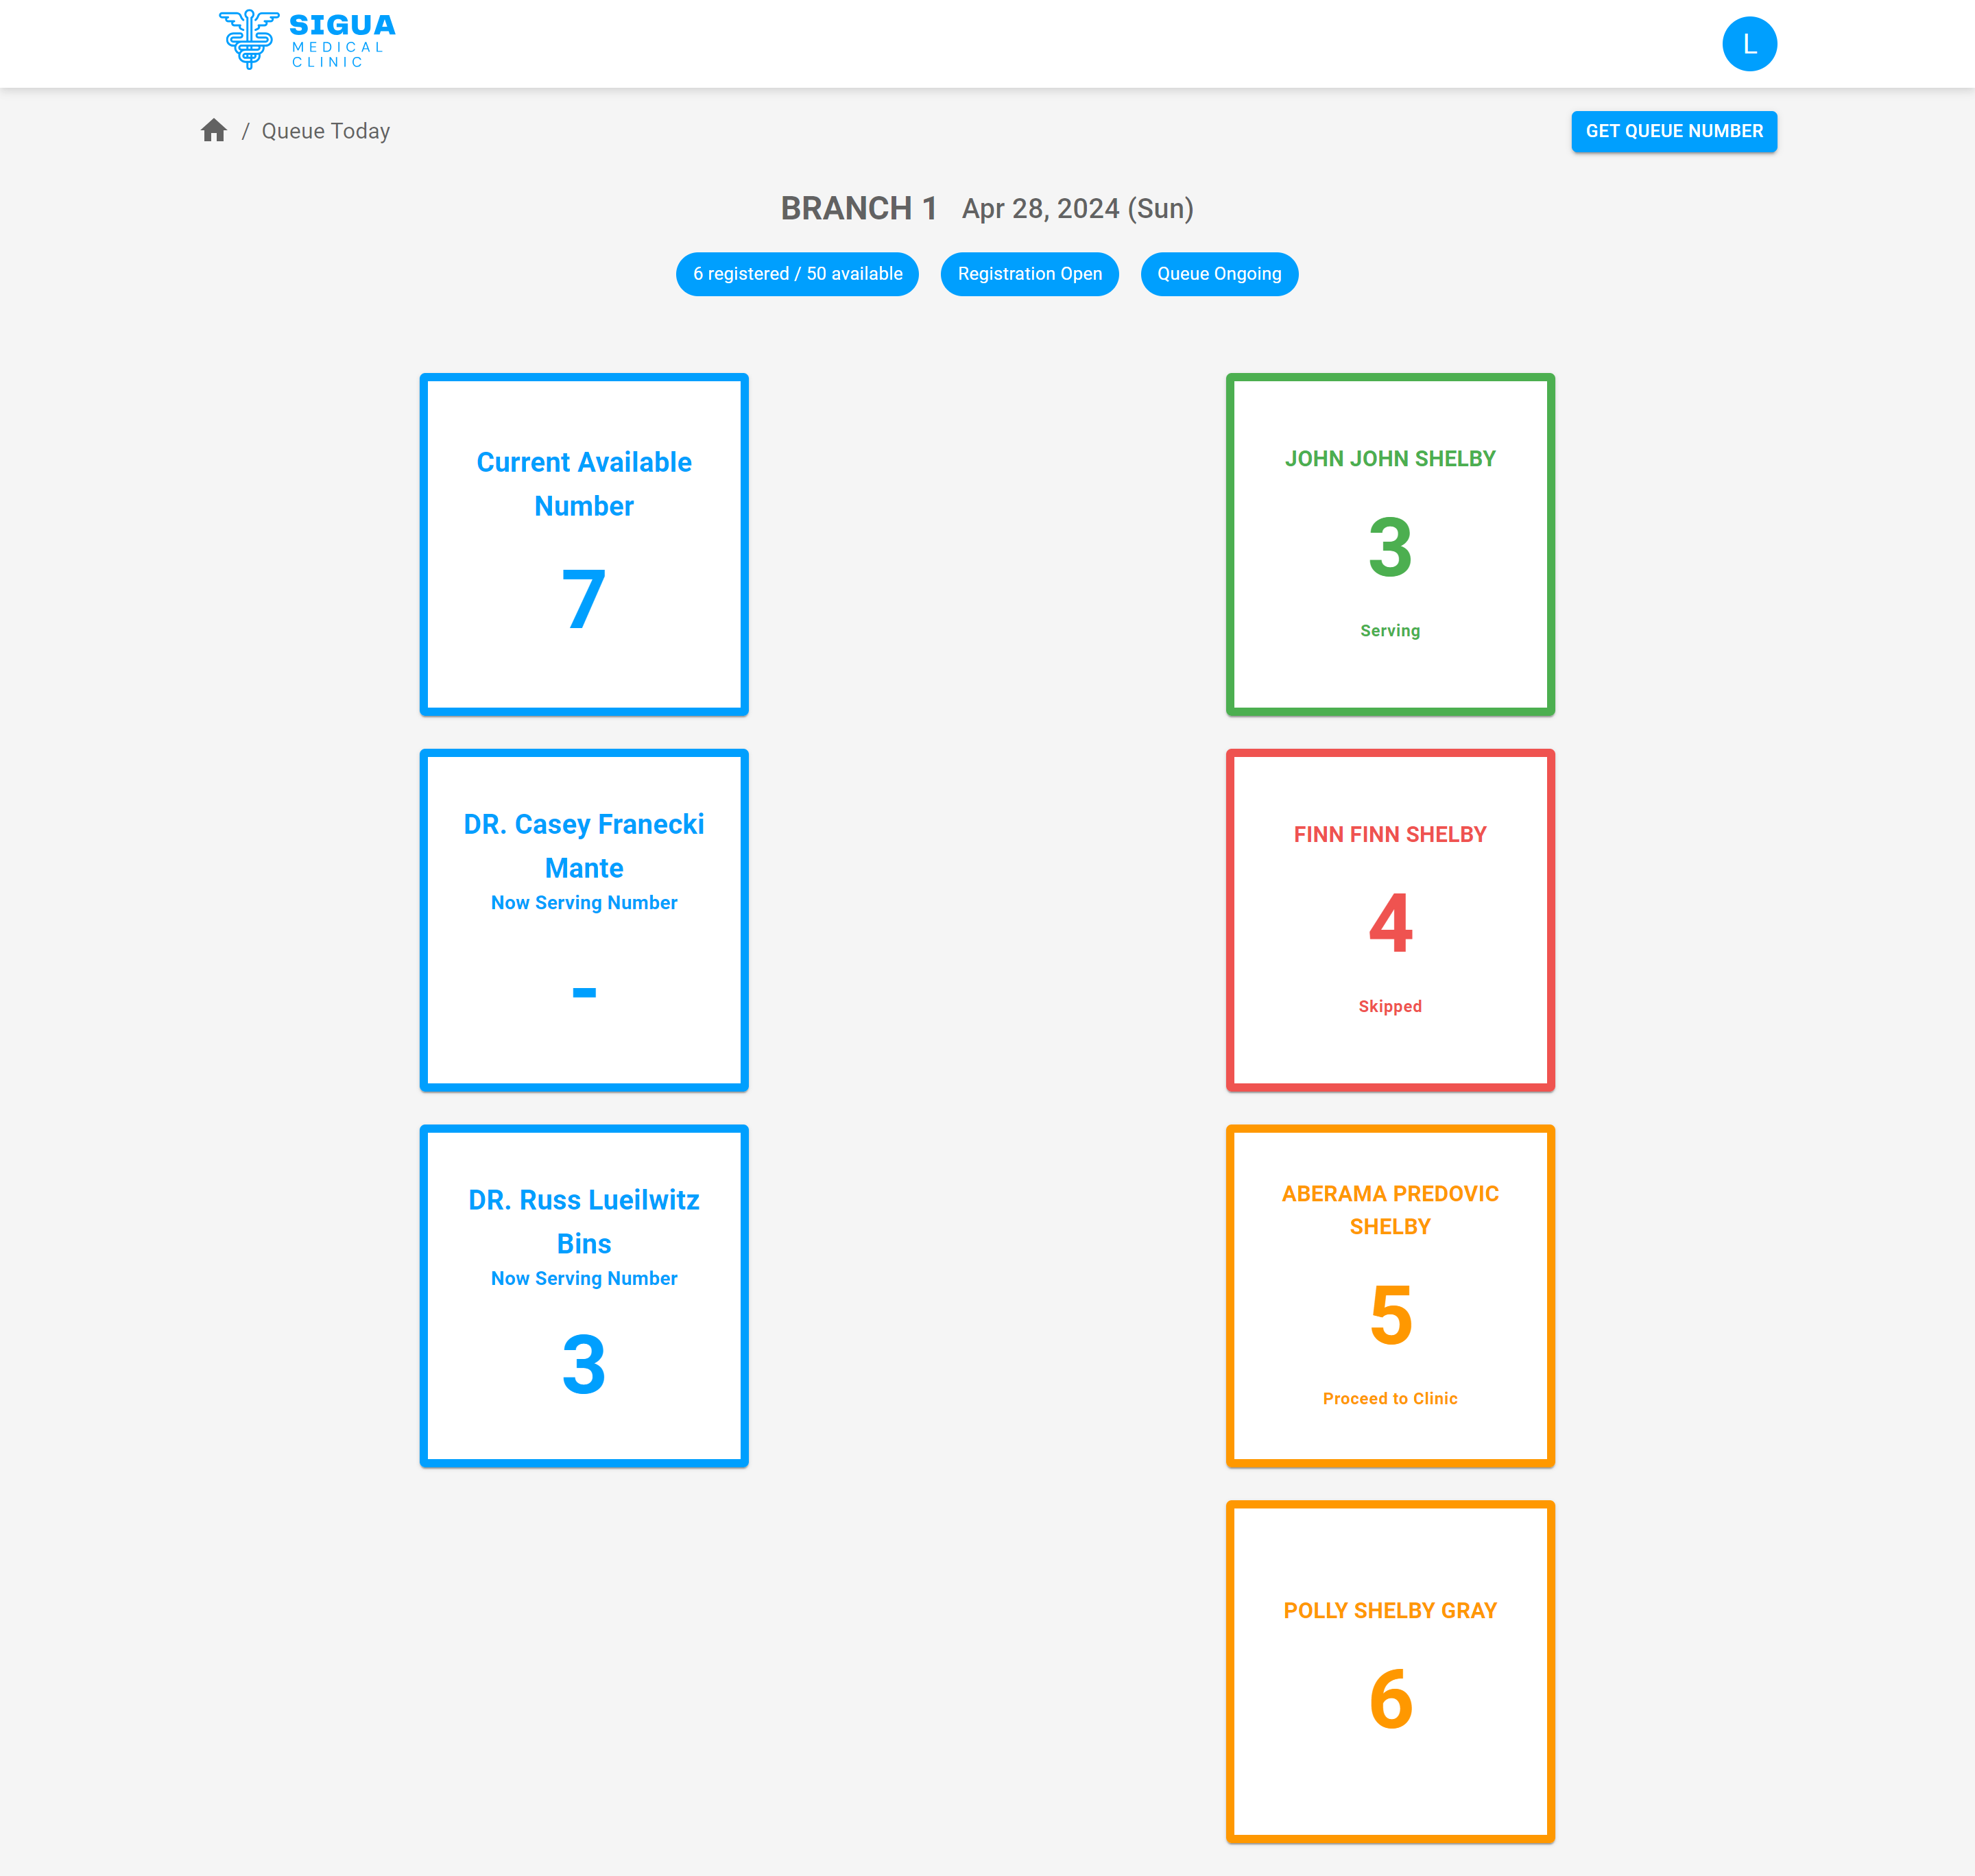 SIGUA
MEDICAL
CLINIC
L
/ Queue Today
GET QUEUE NUMBER
BRANCH 1 Apr 28, 2024 (Sun)
6 registered / 50 available
Registration Open
Queue Ongoing
Current Available
Number
7
DR. Casey Franecki
Mante
Now Serving Number
-
DR. Russ Lueilwitz
Bins
Now Serving Number
3
JOHN JOHN SHELBY
3
Serving
FINN FINN SHELBY
4
Skipped
ABERAMA PREDOVIC
SHELBY
5
Proceed to Clinic
POLLY SHELBY GRAY
6